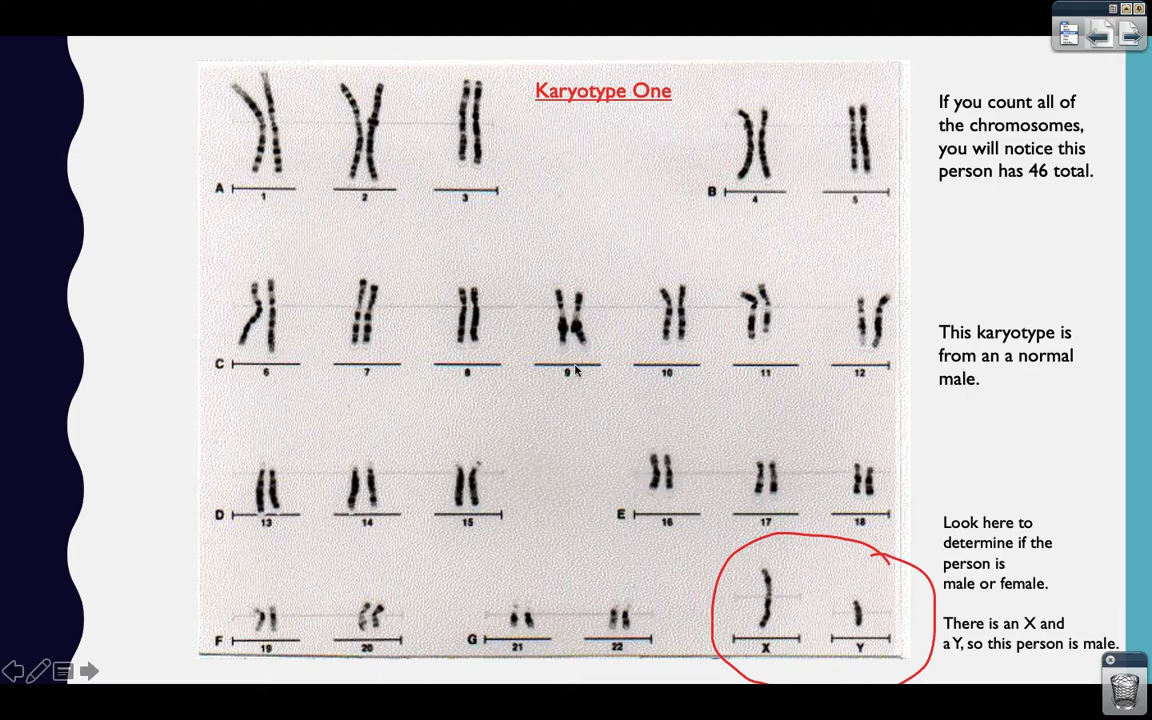 Karyotype One
If you count all of
the chromosomes,
you will notice this
person has 46 total.
A 1 2 3 B 4 5
C 6 7 8 9 10 11 12
This karyotype is
from an a normal
male.
D 13 14 15 E 16 17 18
Look here to
determine if the
person is
male or female.
There is an X and
a Y, so this person is male.
F 19 20 G 21 22 X Y